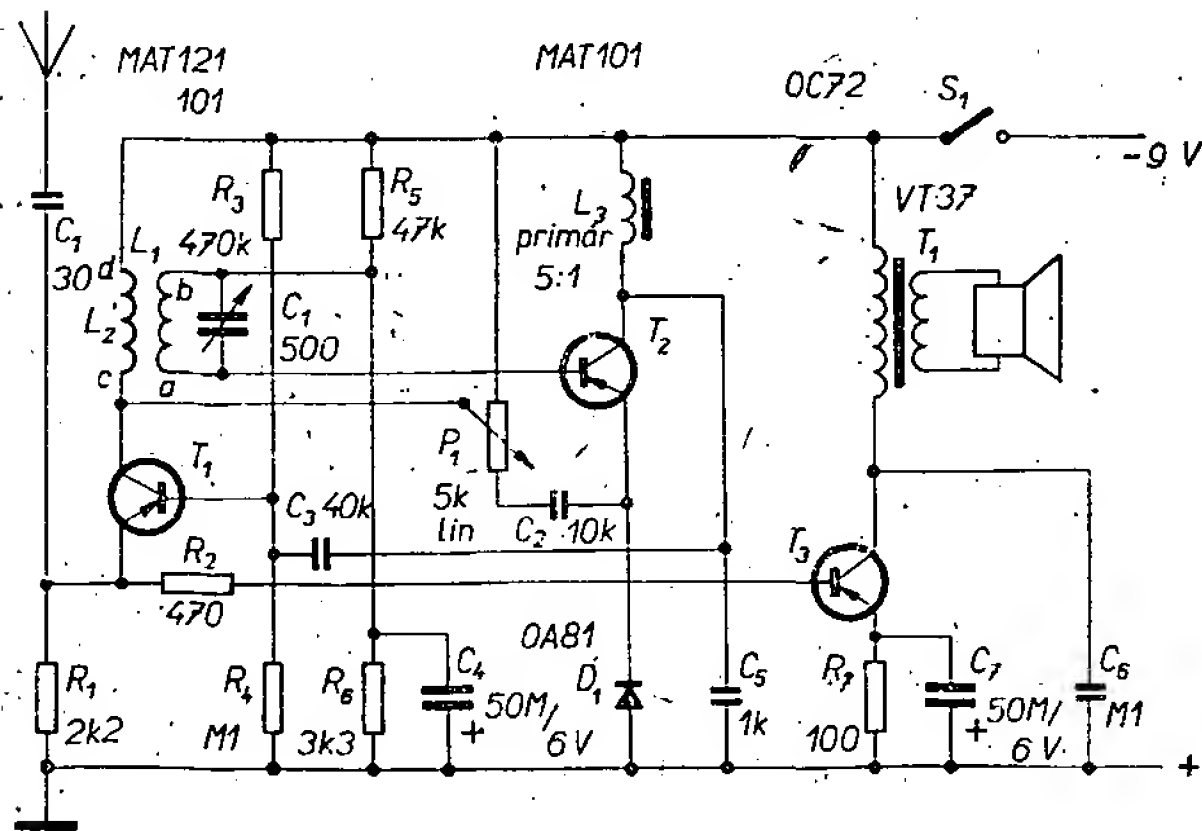 MAT121
101
MAT101
OC72
S₁
-9 V
R₃
470k
R₅
47k
L₃
primár
5:1
VT37
T₁
C₁
30
d
L₁
b
L₂
c
a
C₁
500
T₂
T₁
P₁
5k
lin
C₃ 40k
C₂ 10k
T₃
R₂
470
OA81
D₁
R₁
2k2
R₄
M1
R₆
3k3
C₄
50M/
6 V
+
C₅
1k
R₇
100
C₇
50M/
6 V
+
C₆
M1
+